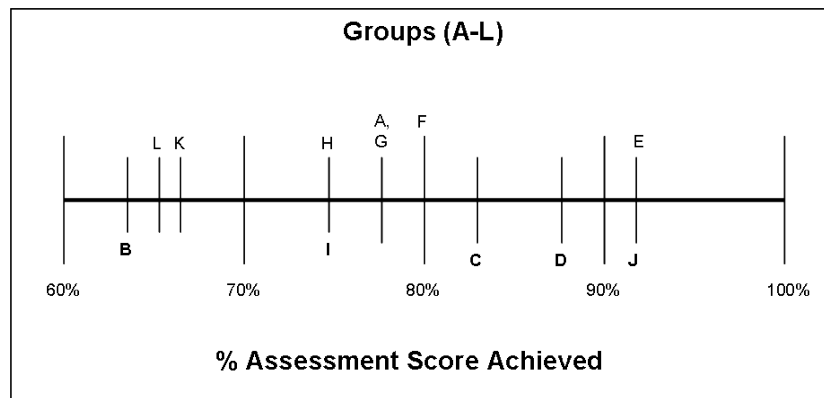 Groups (A-L)
A, F
L K H G E
B I C D J
60% 70% 80% 90% 100%
% Assessment Score Achieved